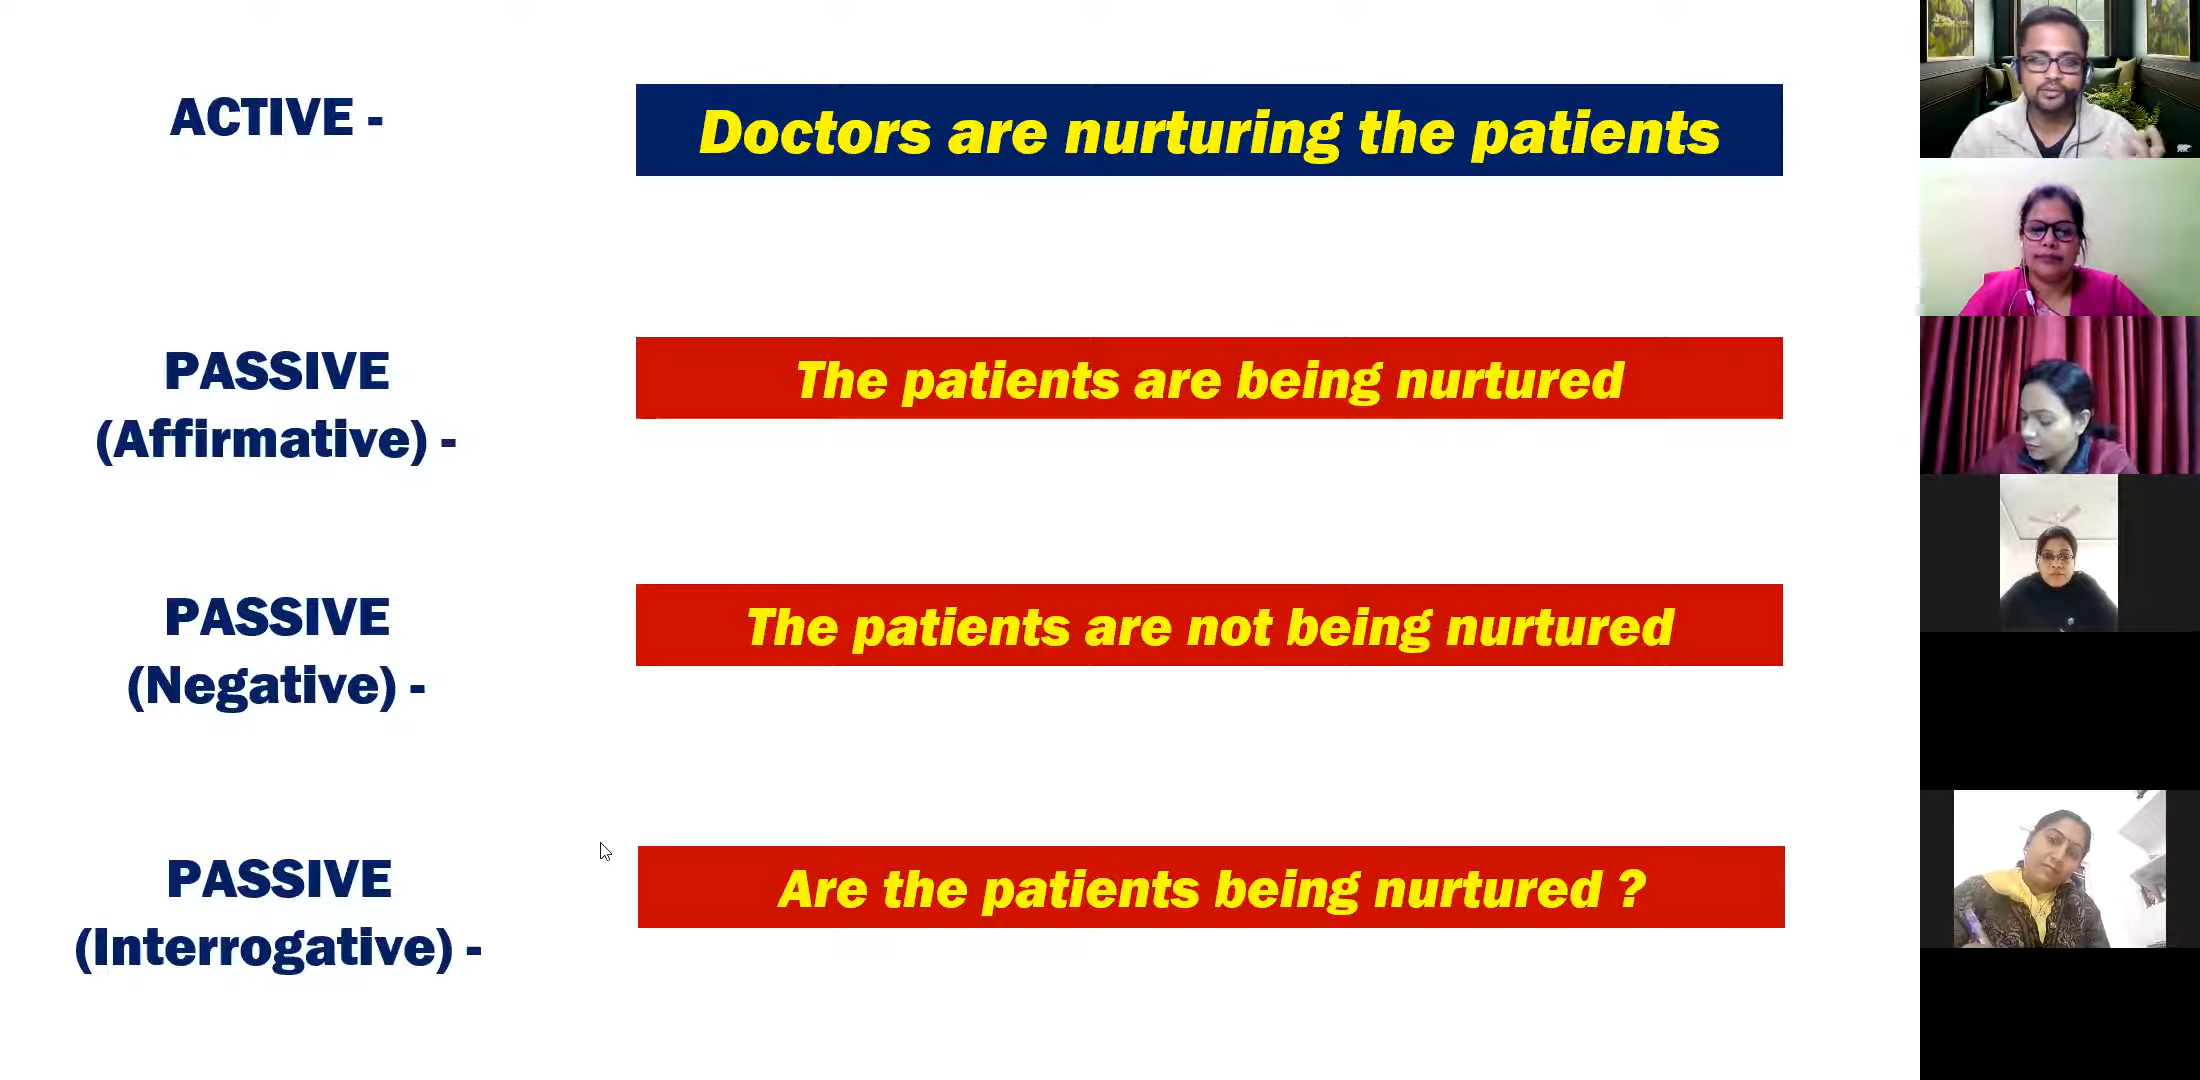 ACTIVE -
Doctors are nurturing the patients
PASSIVE
(Affirmative) -
The patients are being nurtured
PASSIVE
(Negative) -
The patients are not being nurtured
PASSIVE
(Interrogative) -
Are the patients being nurtured ?